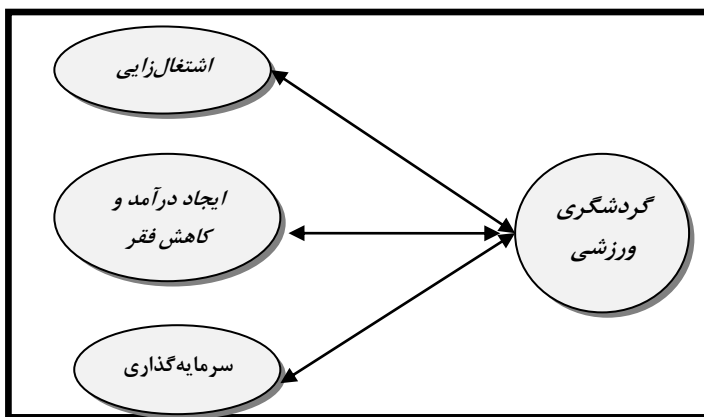 اشتغال‌زایی
ایجاد درآمد و
کاهش فقر
سرمایه‌گذاری
گردشگری
ورزشی